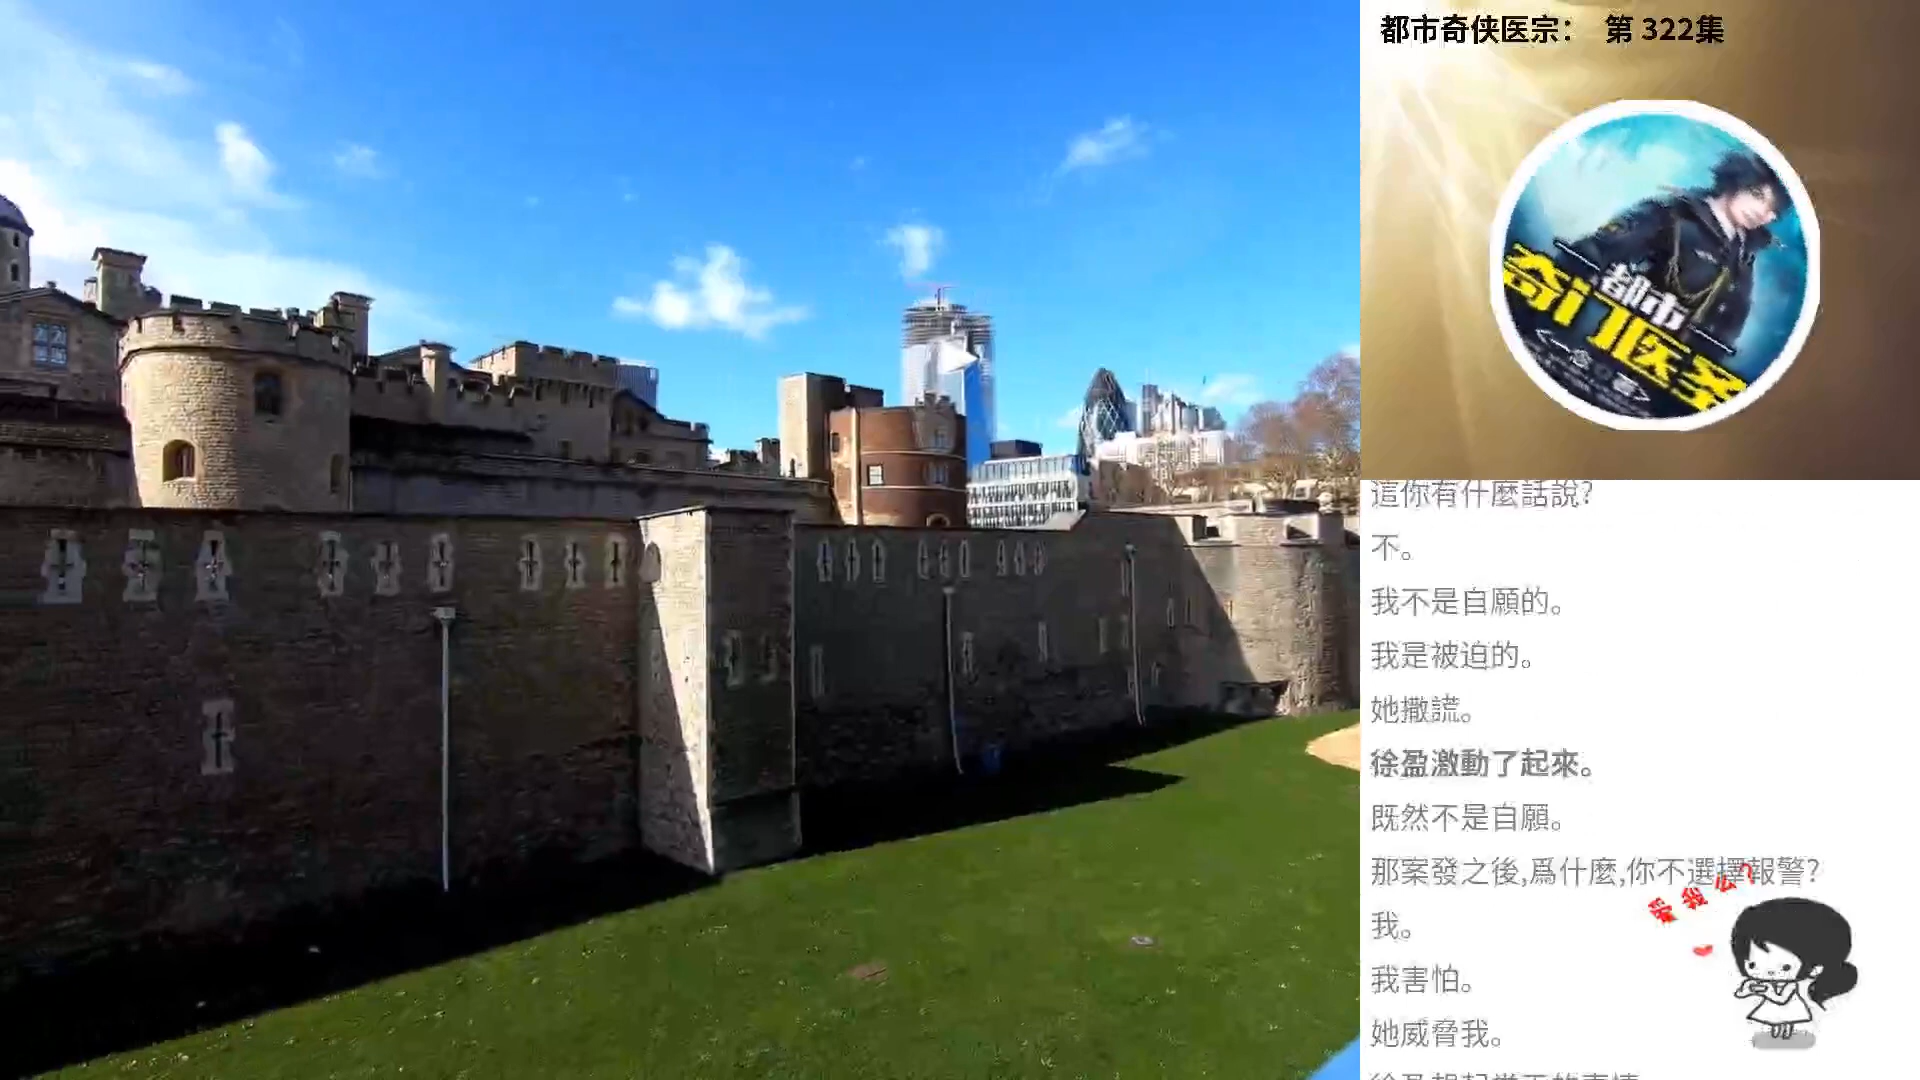 都市奇侠医宗： 第 322集
都市
奇门医圣
這你有什麼話說?
不。
我不是自願的。
我是被迫的。
她撒謊。
徐盈激動了起來。
既然不是自願。
那案發之後,爲什麼,你不選擇報警?
爱我么?
我。
我害怕。
她威脅我。